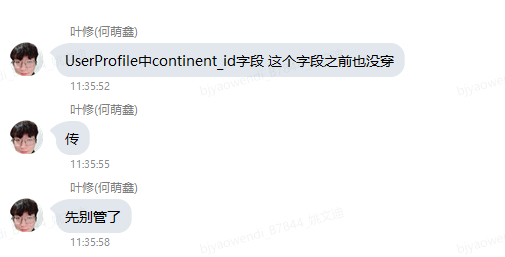 叶修(何萌鑫)
UserProfile中continent_id字段 这个字段之前也没穿
11:35:52
叶修(何萌鑫)
传
11:35:55
叶修(何萌鑫)
先别管了
11:35:58